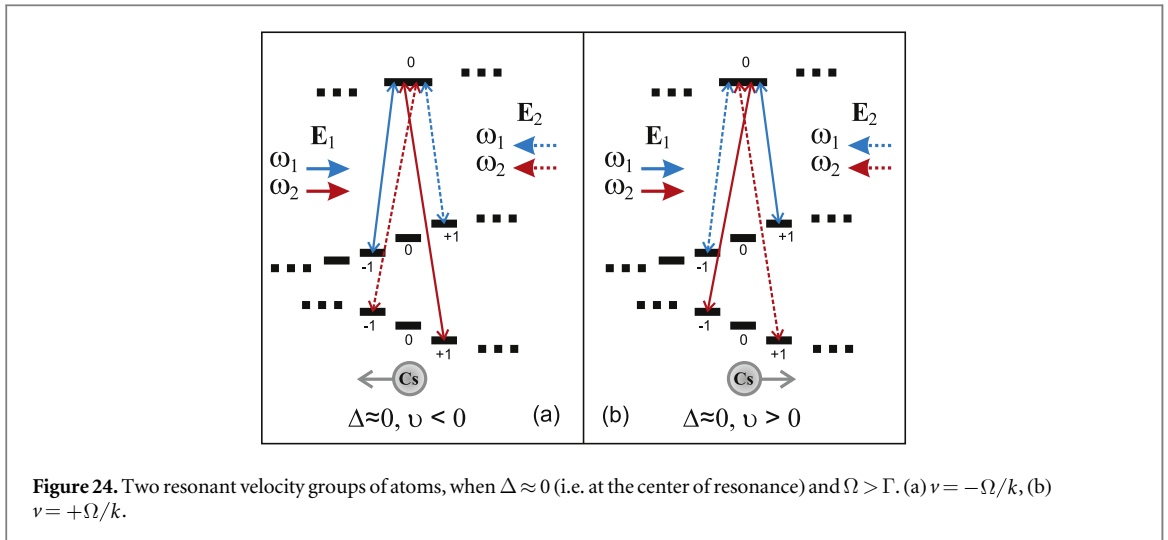 0
E₁
ω₁
ω₂
E₂
ω₁
ω₂
+1
0
-1
-1
0
+1
Cs
Δ≈0, υ < 0
(a)
0
E₁
ω₁
ω₂
E₂
ω₁
ω₂
+1
0
-1
-1
0
+1
Cs
(b)
Δ≈0, υ > 0
Figure 24. Two resonant velocity groups of atoms, when Δ ≈ 0 (i.e. at the center of resonance) and Ω > Γ. (a) ν = −Ω/k, (b)
ν = +Ω/k.